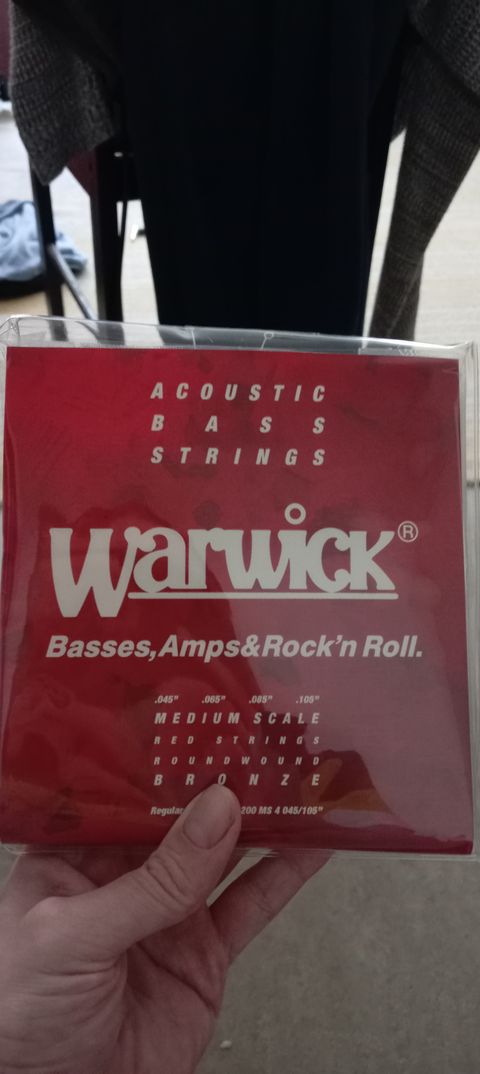 ACOUSTIC
BASS
STRINGS
Warwick®
Basses,Amps&Rock'n Roll.
.045" .065" .085" .105"
MEDIUM SCALE
RED STRINGS
ROUNDWOUND
BRONZE
Regular 200 MS 4 045/105"